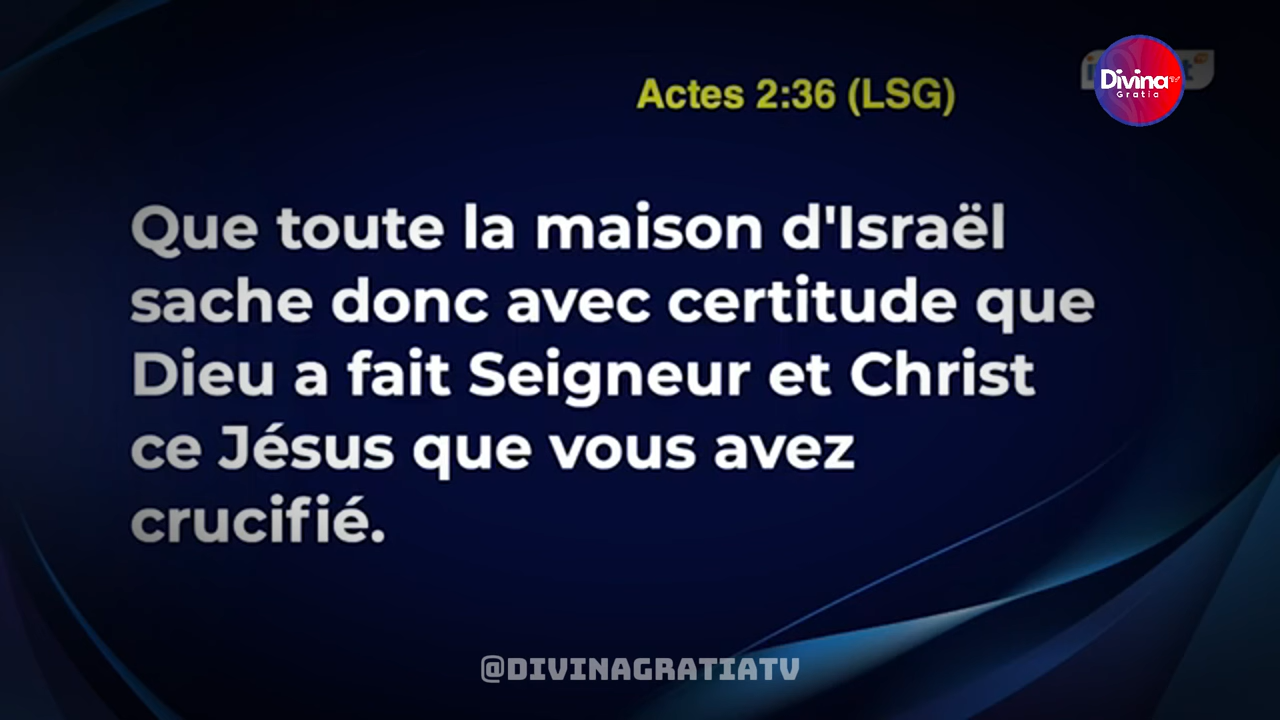 Actes 2:36 (LSG)
Divina TV
Gratia
Que toute la maison d'Israël
sache donc avec certitude que
Dieu a fait Seigneur et Christ
ce Jésus que vous avez
crucifié.
@DIVINAGRATIATV